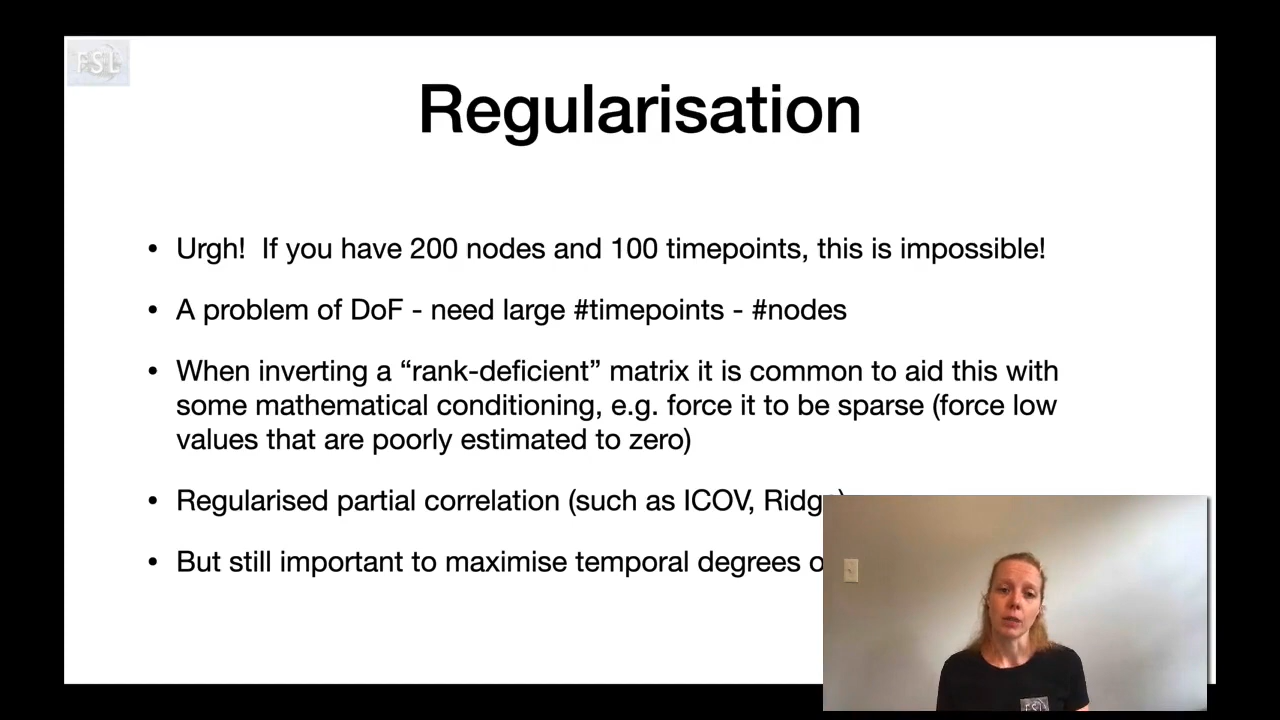 FSL
Regularisation
• Urgh! If you have 200 nodes and 100 timepoints, this is impossible!
• A problem of DoF - need large #timepoints - #nodes
• When inverting a “rank-deficient” matrix it is common to aid this with
some mathematical conditioning, e.g. force it to be sparse (force low
values that are poorly estimated to zero)
• Regularised partial correlation (such as ICOV, Ridge)
• But still important to maximise temporal degrees
FSL